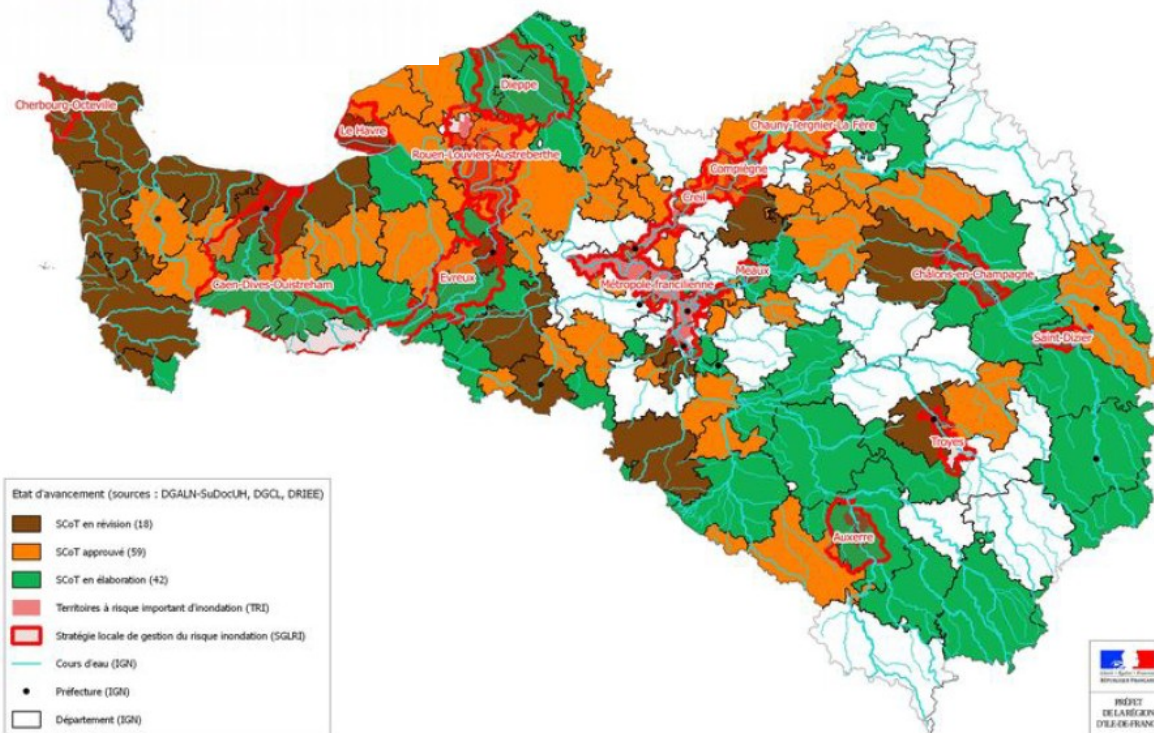 Cherbourg-Octeville
Le Havre
Dieppe
Rouen-Louviers-Austreberthe
Chauny-Tergnier-La Fère
Compiègne
Creil
Caen-Dives-Ouistreham
Evreux
Métropole francilienne
Meaux
Châlons-en-Champagne
Saint-Dizier
Troyes
Auxerre
Etat d'avancement (sources : DGALN-SuDocUH, DGCL, DRIEE)
SCoT en révision (18)
SCoT approuvé (59)
SCoT en élaboration (42)
Territoires à risque important d'inondation (TRI)
Stratégie locale de gestion du risque inondation (SGLRI)
Cours d'eau (IGN)
Préfecture (IGN)
Département (IGN)
PRÉFET
DE LA RÉGION
D'ILE-DE-FRANC